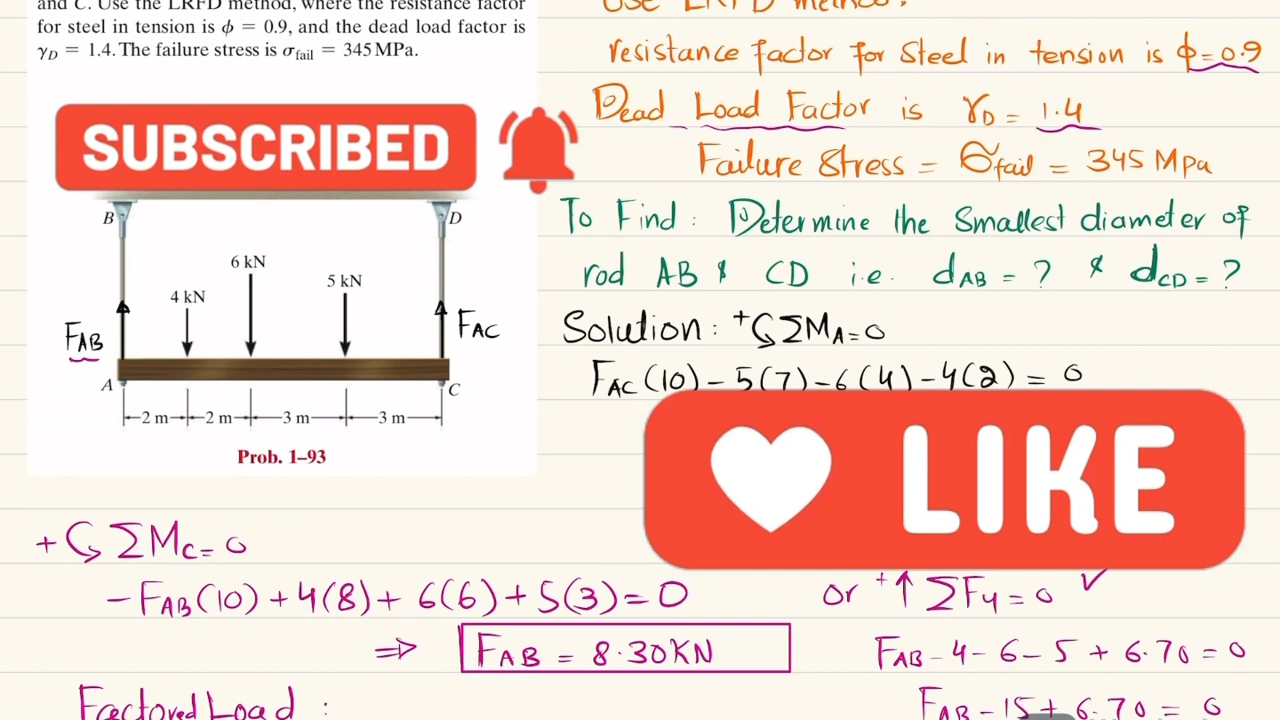 and C. Use the LRFD method, where the resistance factor
for steel in tension is ϕ = 0.9, and the dead load factor is
γD = 1.4. The failure stress is σfail = 345 MPa.
SUBSCRIBED
B
D
6 kN
5 kN
4 kN
FAB
FAC
A
C
2 m
2 m
3 m
3 m
Prob. 1–93
resistance factor for Steel in tension is ϕ=0.9
Dead Load Factor is γD = 1.4
Failure Stress = σfail = 345 MPa
To Find : Determine the Smallest diameter of
rod AB & CD i.e. dAB = ? & dCD = ?
Solution : +↺ ΣMA = 0
FAC (10) - 5(7) - 6(4) - 4(2) = 0
LIKE
+ ↺ ΣMC = 0
- FAB (10) + 4(8) + 6(6) + 5(3) = 0
⇒ FAB = 8.30KN
Factored Load :
or +↑ ΣFy = 0 ✓
FAB - 4 - 6 - 5 + 6.70 = 0
FAB - 15 + 6.70 = 0